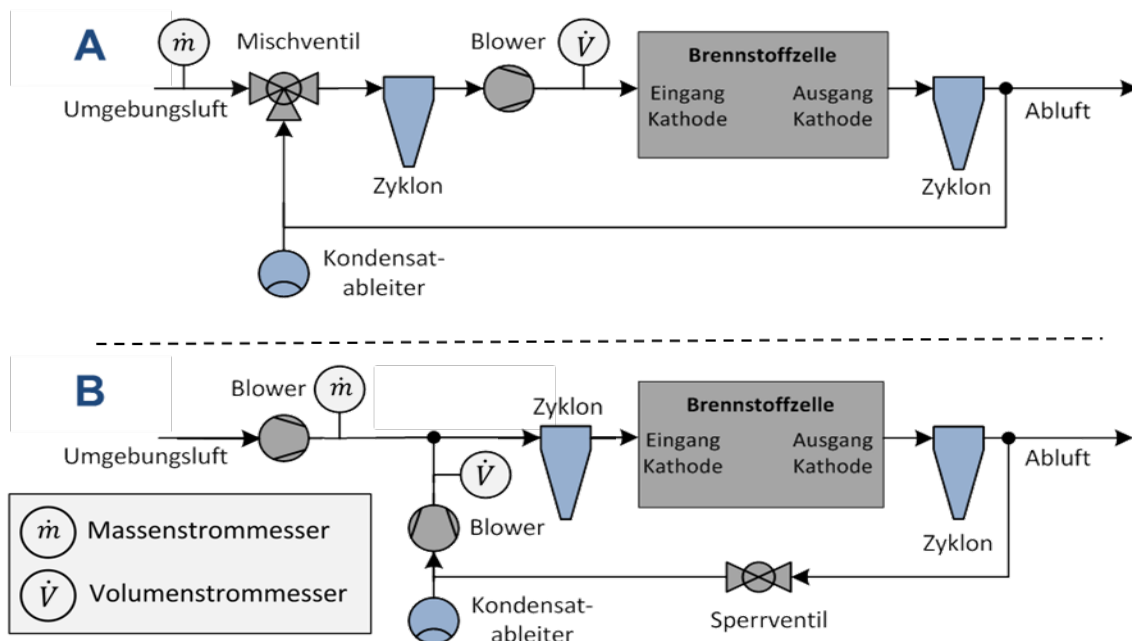 A
ṁ
Mischventil
Blower
V̇
Brennstoffzelle
Umgebungsluft
Eingang
Kathode
Ausgang
Kathode
Abluft
Zyklon
Zyklon
Kondensat-
ableiter
B
Blower
ṁ
Zyklon
Brennstoffzelle
Umgebungsluft
Eingang
Kathode
Ausgang
Kathode
Abluft
V̇
Blower
Zyklon
ṁ Massenstrommesser
V̇ Volumenstrommesser
Kondensat-
ableiter
Sperrventil